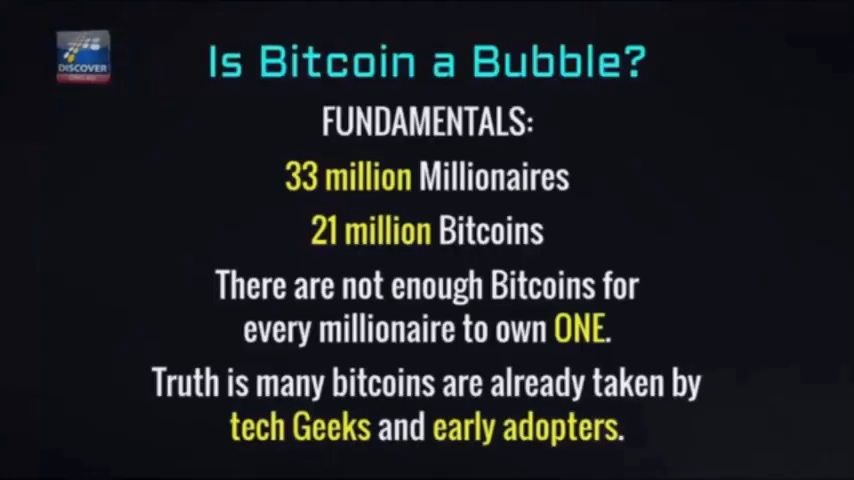 DISCOVER
Is Bitcoin a Bubble?
FUNDAMENTALS:
33 million Millionaires
21 million Bitcoins
There are not enough Bitcoins for
every millionaire to own ONE.
Truth is many bitcoins are already taken by
tech Geeks and early adopters.